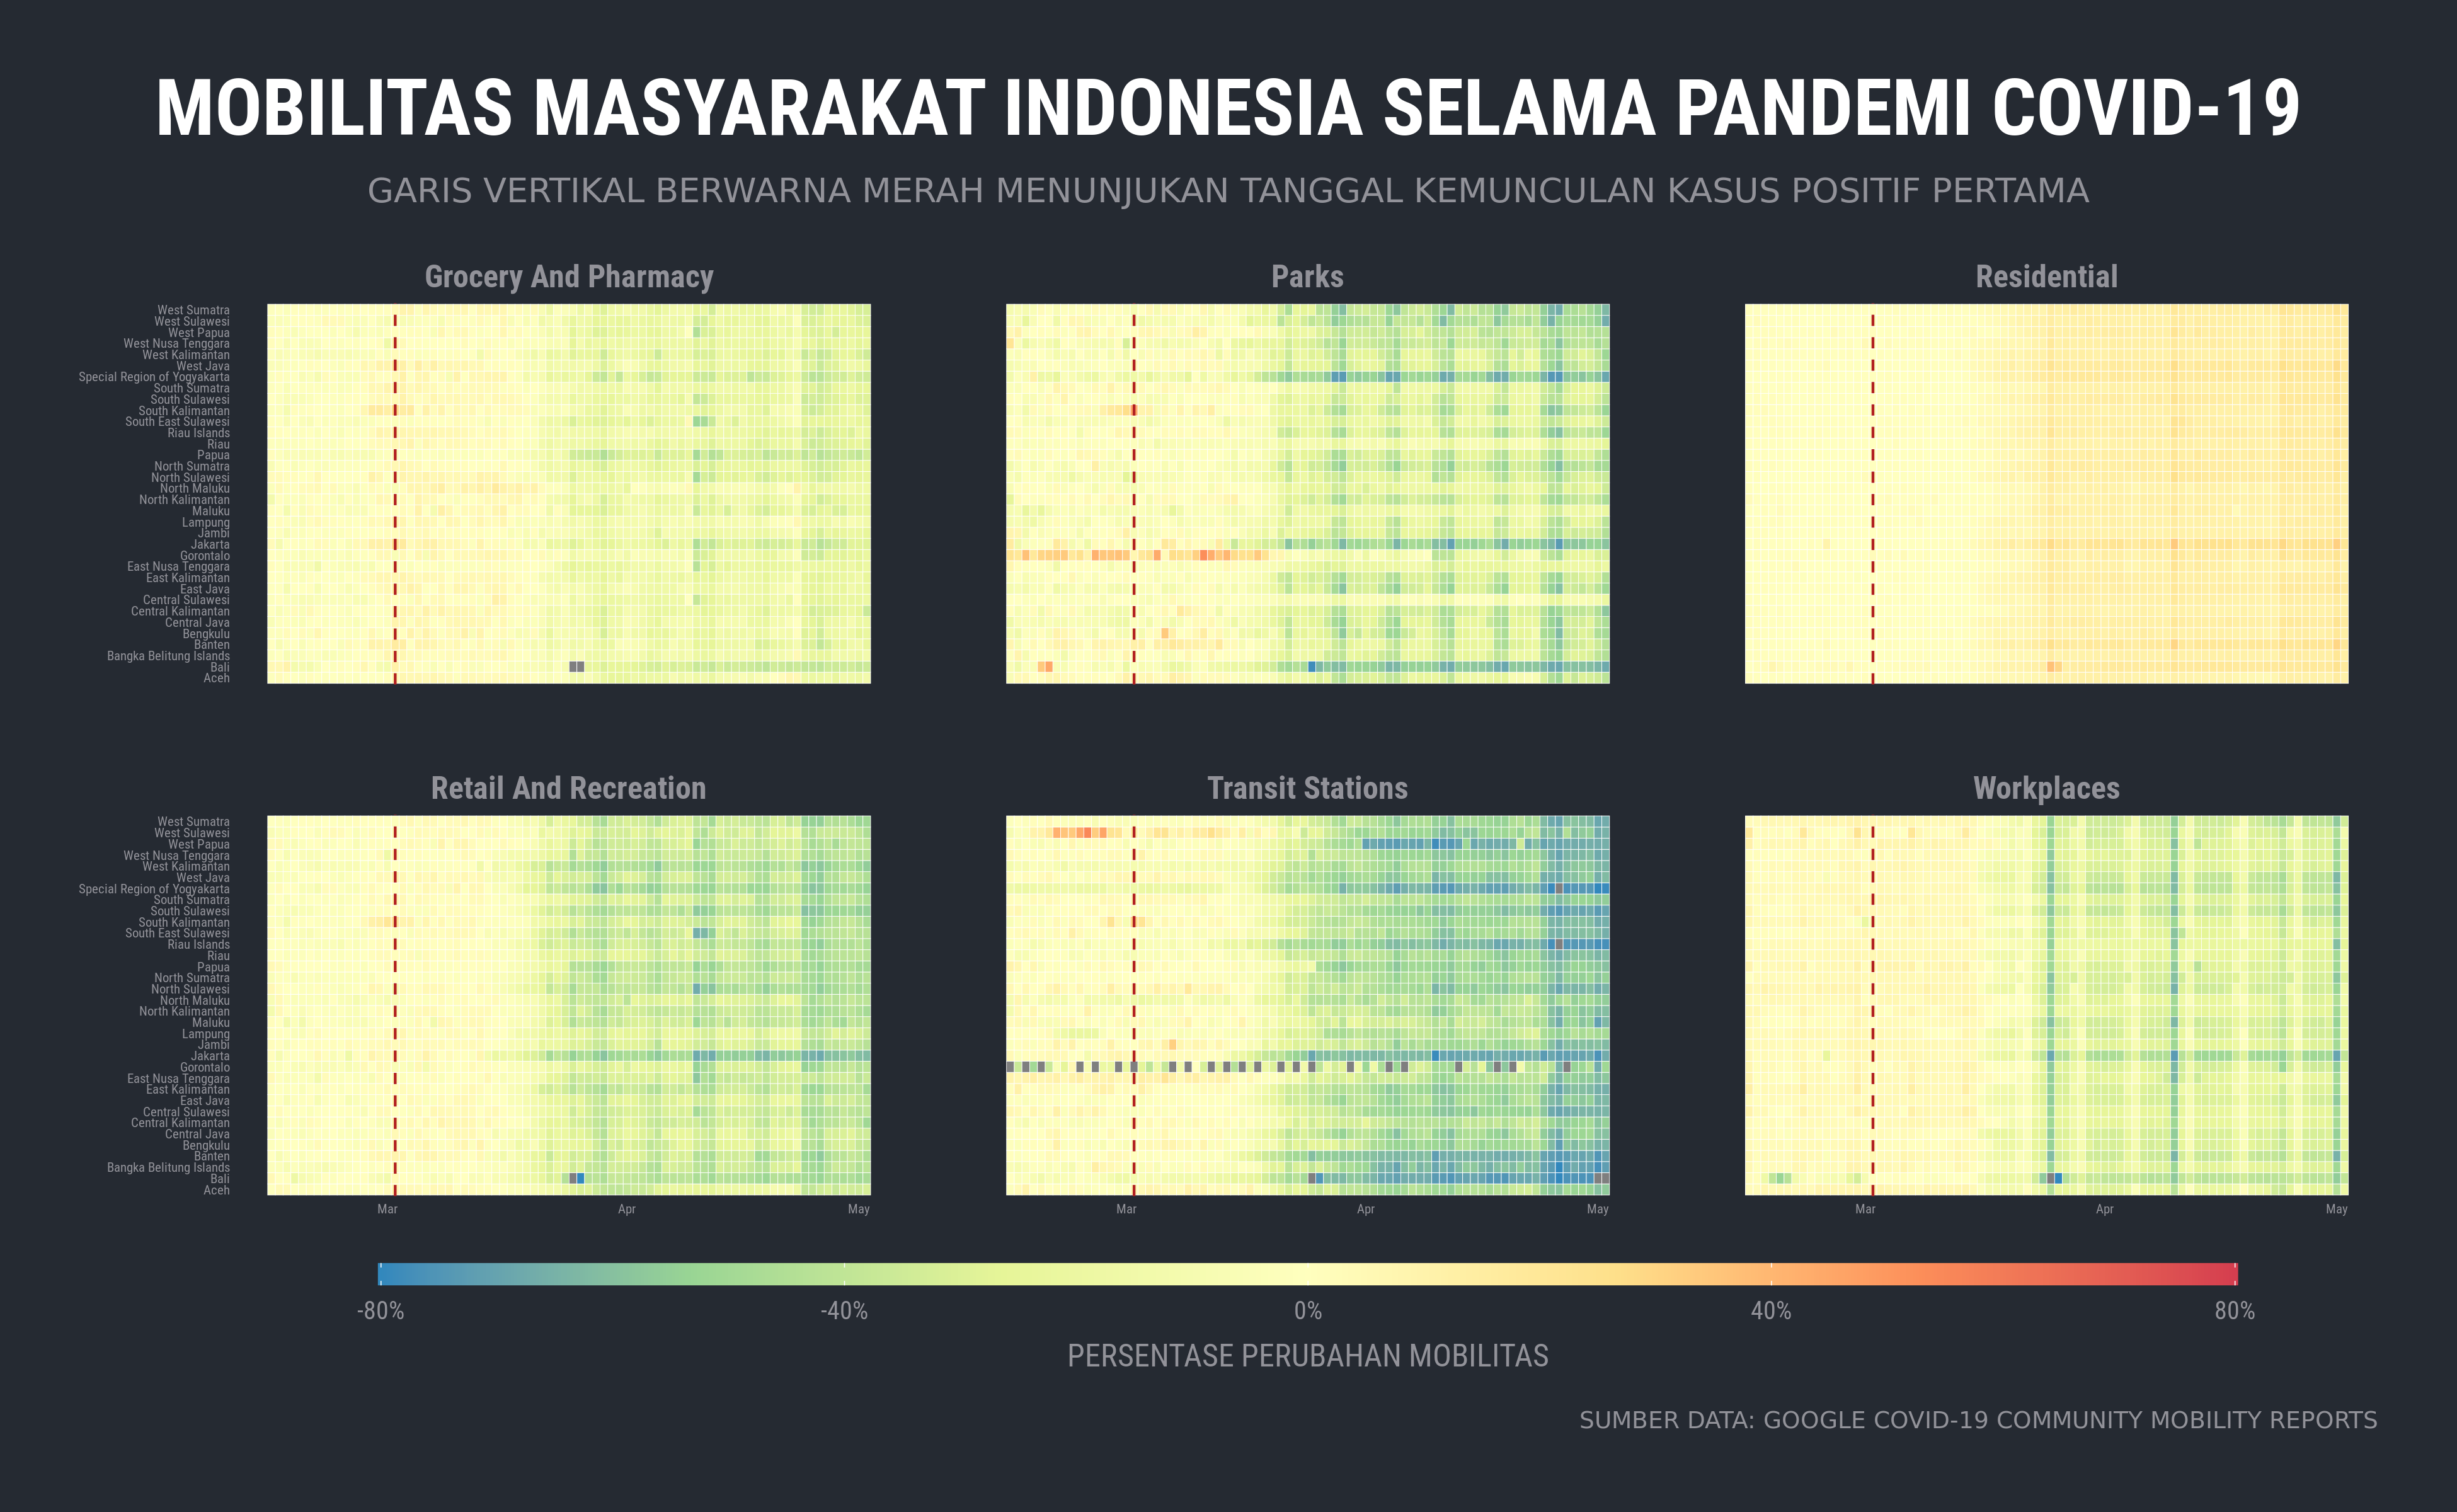 MOBILITAS MASYARAKAT INDONESIA SELAMA PANDEMI COVID-19
GARIS VERTIKAL BERWARNA MERAH MENUNJUKAN TANGGAL KEMUNCULAN KASUS POSITIF PERTAMA
Grocery And Pharmacy
Parks
Residential
West Sumatra
West Sulawesi
West Papua
West Nusa Tenggara
West Kalimantan
West Java
Special Region of Yogyakarta
South Sumatra
South Sulawesi
South Kalimantan
South East Sulawesi
Riau Islands
Riau
Papua
North Sumatra
North Sulawesi
North Maluku
North Kalimantan
Maluku
Lampung
Jambi
Jakarta
Gorontalo
East Nusa Tenggara
East Kalimantan
East Java
Central Sulawesi
Central Kalimantan
Central Java
Bengkulu
Banten
Bangka Belitung Islands
Bali
Aceh
Retail And Recreation
Transit Stations
Workplaces
West Sumatra
West Sulawesi
West Papua
West Nusa Tenggara
West Kalimantan
West Java
Special Region of Yogyakarta
South Sumatra
South Sulawesi
South Kalimantan
South East Sulawesi
Riau Islands
Riau
Papua
North Sumatra
North Sulawesi
North Maluku
North Kalimantan
Maluku
Lampung
Jambi
Jakarta
Gorontalo
East Nusa Tenggara
East Kalimantan
East Java
Central Sulawesi
Central Kalimantan
Central Java
Bengkulu
Banten
Bangka Belitung Islands
Bali
Aceh
Mar Apr May
Mar Apr May
Mar Apr May
-80% -40% 0% 40% 80%
PERSENTASE PERUBAHAN MOBILITAS
SUMBER DATA: GOOGLE COVID-19 COMMUNITY MOBILITY REPORTS